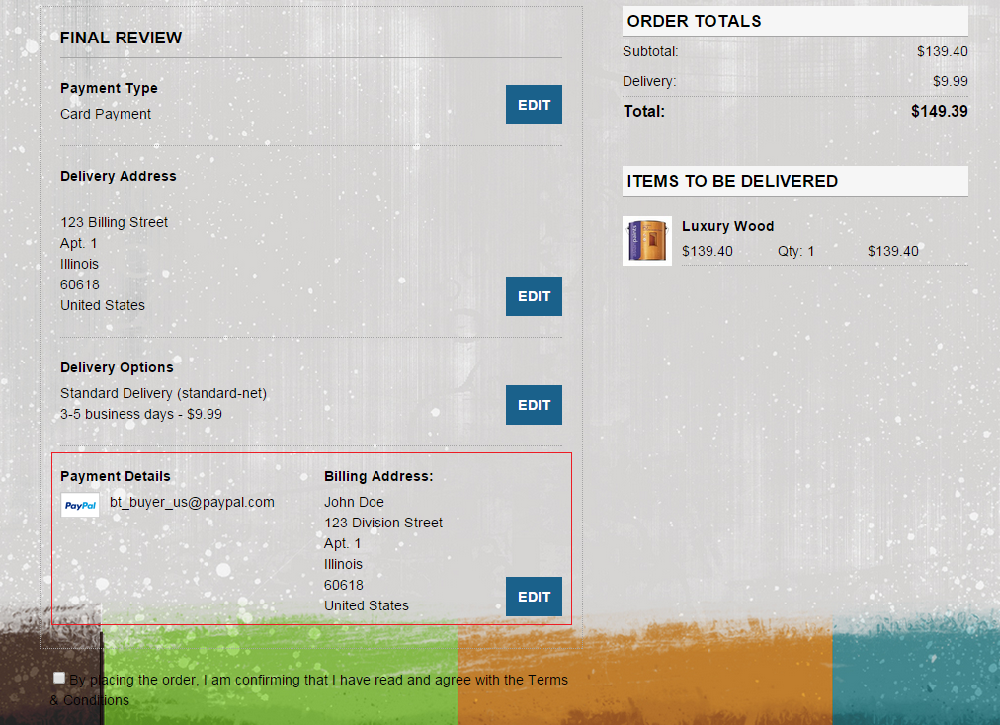 FINAL REVIEW
Payment Type
Card Payment
EDIT
Delivery Address
123 Billing Street
Apt. 1
Illinois
60618
United States
EDIT
Delivery Options
Standard Delivery (standard-net)
3-5 business days - $9.99
EDIT
Payment Details
PayPal bt_buyer_us@paypal.com
Billing Address:
John Doe
123 Division Street
Apt. 1
Illinois
60618
United States
EDIT
By placing the order, I am confirming that I have read and agree with the Terms
& Conditions
ORDER TOTALS
Subtotal: $139.40
Delivery: $9.99
Total: $149.39
ITEMS TO BE DELIVERED
Luxury Wood
$139.40 Qty: 1 $139.40